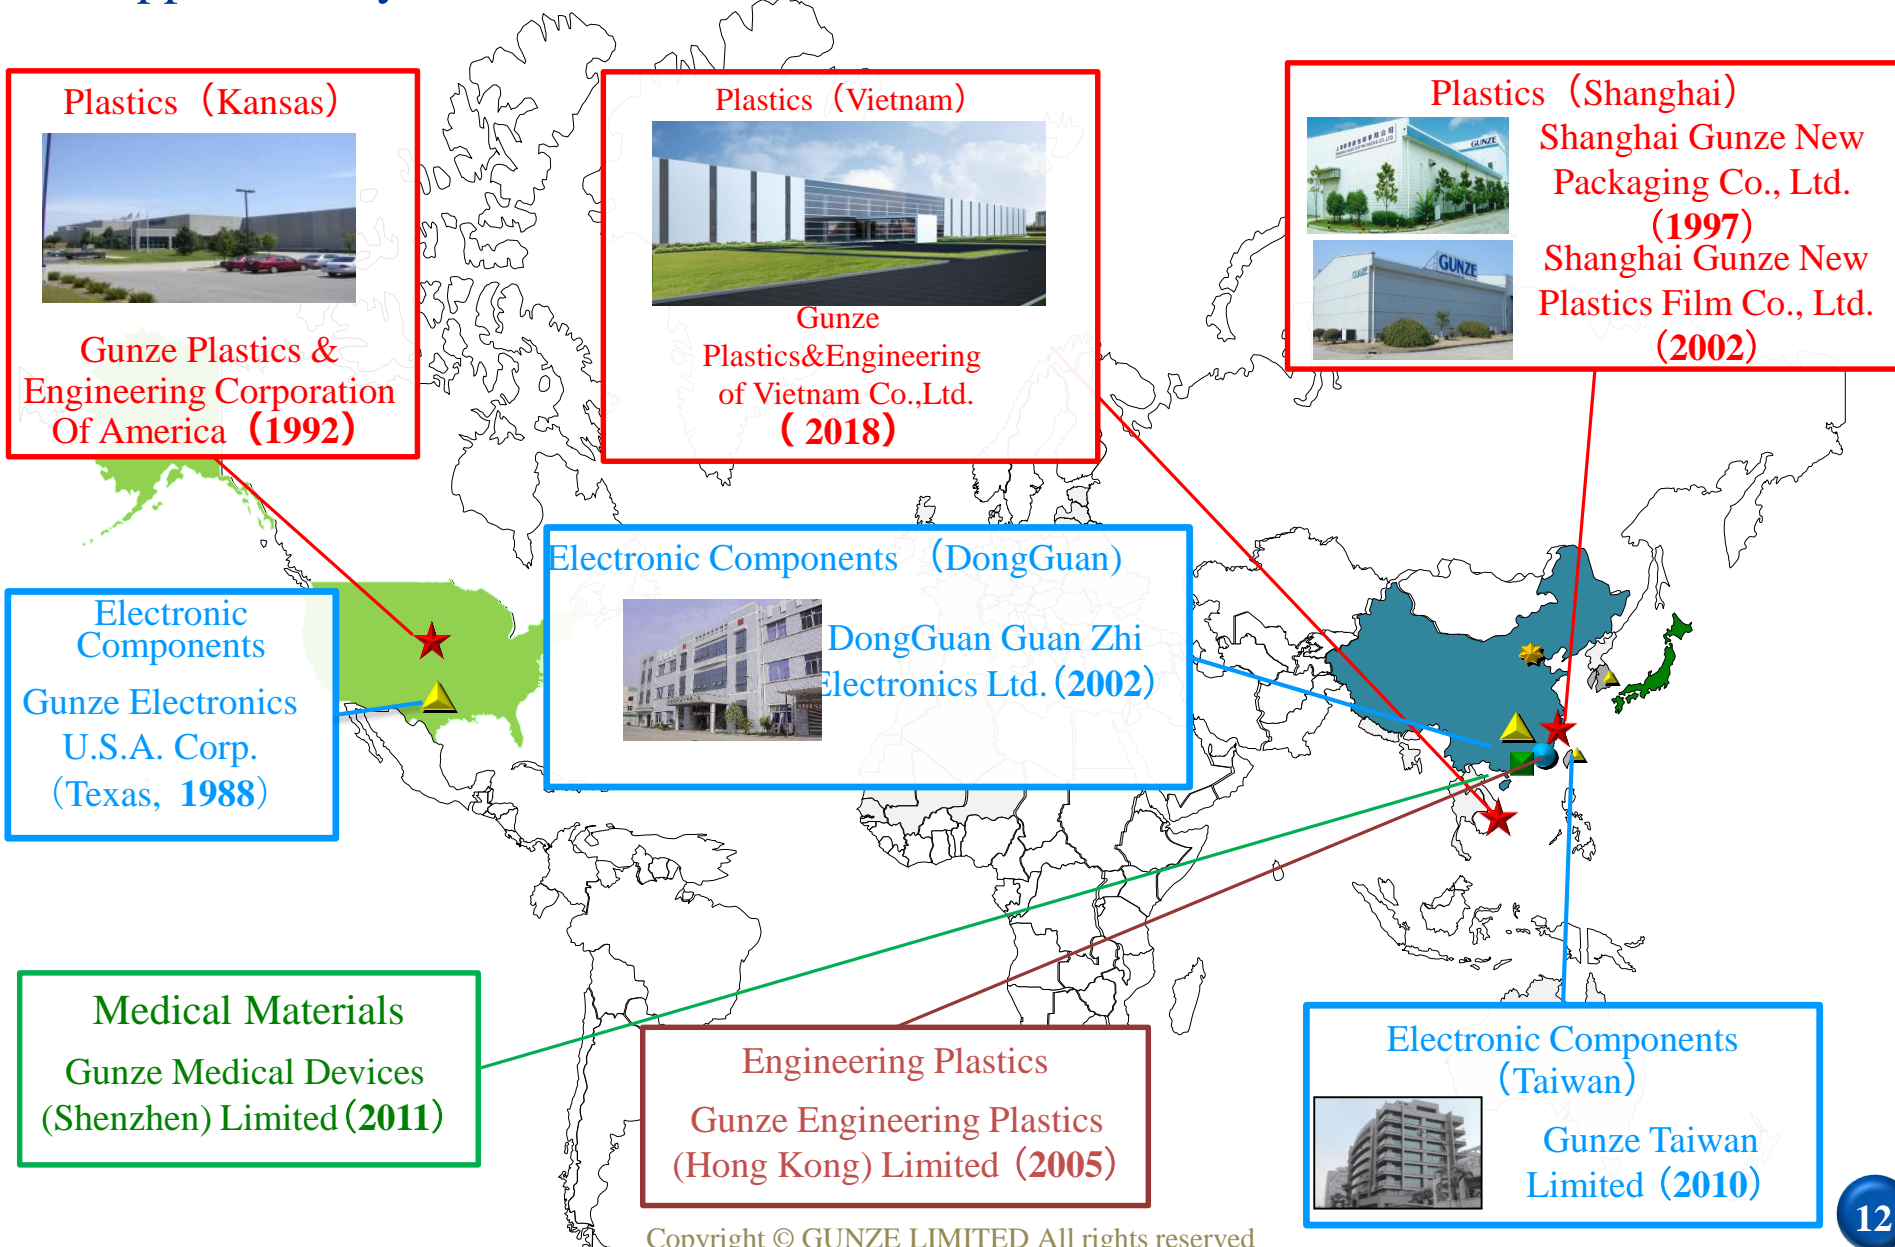 Plastics（Kansas）
Gunze Plastics &
Engineering Corporation
Of America（1992）
Plastics（Vietnam）
Gunze
Plastics&Engineering
of Vietnam Co.,Ltd.
（ 2018）
Plastics（Shanghai）
GUNZE
Shanghai Gunze New
Packaging Co., Ltd.
（1997）
GUNZE
GUNZE
Shanghai Gunze New
Plastics Film Co., Ltd.
（2002）
Electronic
Components
Gunze Electronics
U.S.A. Corp.
（Texas, 1988）
Electronic Components （DongGuan)
DongGuan Guan Zhi
Electronics Ltd.（2002）
Medical Materials
Gunze Medical Devices
(Shenzhen) Limited（2011）
Engineering Plastics
Gunze Engineering Plastics
(Hong Kong) Limited（2005）
Electronic Components
（Taiwan）
Gunze Taiwan
Limited（2010）
Copyright © GUNZE LIMITED All rights reserved
12